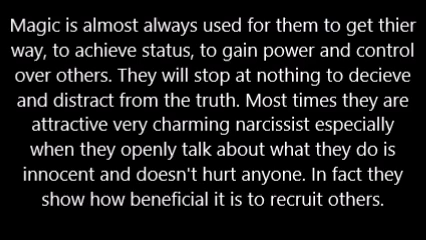 Magic is almost always used for them to get thier
way, to achieve status, to gain power and control
over others. They will stop at nothing to decieve
and distract from the truth. Most times they are
attractive very charming narcissist especially
when they openly talk about what they do is
innocent and doesn't hurt anyone. In fact they
show how beneficial it is to recruit others.